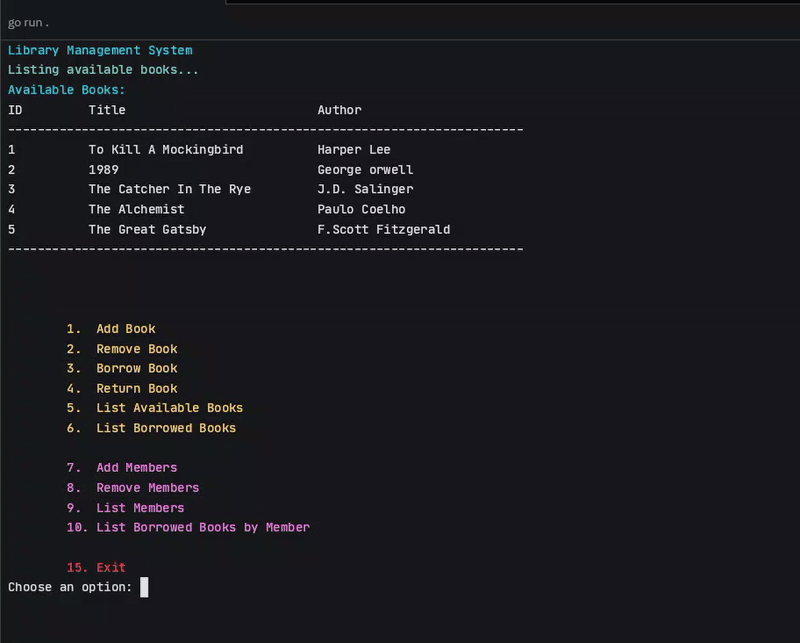 go run .
Library Management System
Listing available books...
Available Books:
ID Title Author
----------------------------------------------------------------------
1 To Kill A Mockingbird Harper Lee
2 1989 George orwell
3 The Catcher In The Rye J.D. Salinger
4 The Alchemist Paulo Coelho
5 The Great Gatsby F.Scott Fitzgerald
----------------------------------------------------------------------
1. Add Book
2. Remove Book
3. Borrow Book
4. Return Book
5. List Available Books
6. List Borrowed Books
7. Add Members
8. Remove Members
9. List Members
10. List Borrowed Books by Member
15. Exit
Choose an option: